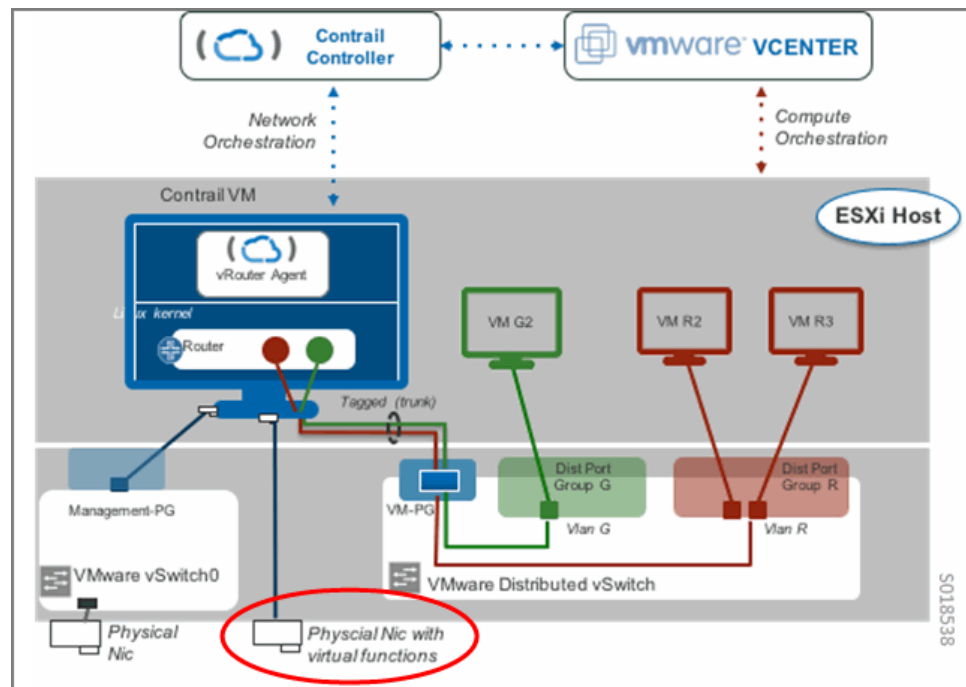 Contrail
Controller
vmware VCENTER
Network
Orchestration
Compute
Orchestration
Contrail VM
ESXi Host
vRouter Agent
Linux kernel
Router
VM G2
VM R2
VM R3
Tagged (trunk)
Management-PG
VM-PG
Dist Port
Group G
Dist Port
Group R
Vlan G
Vlan R
VMware vSwitch0
VMware Distributed vSwitch
Physical
Nic
Physcial Nic with
virtual functions
S018538